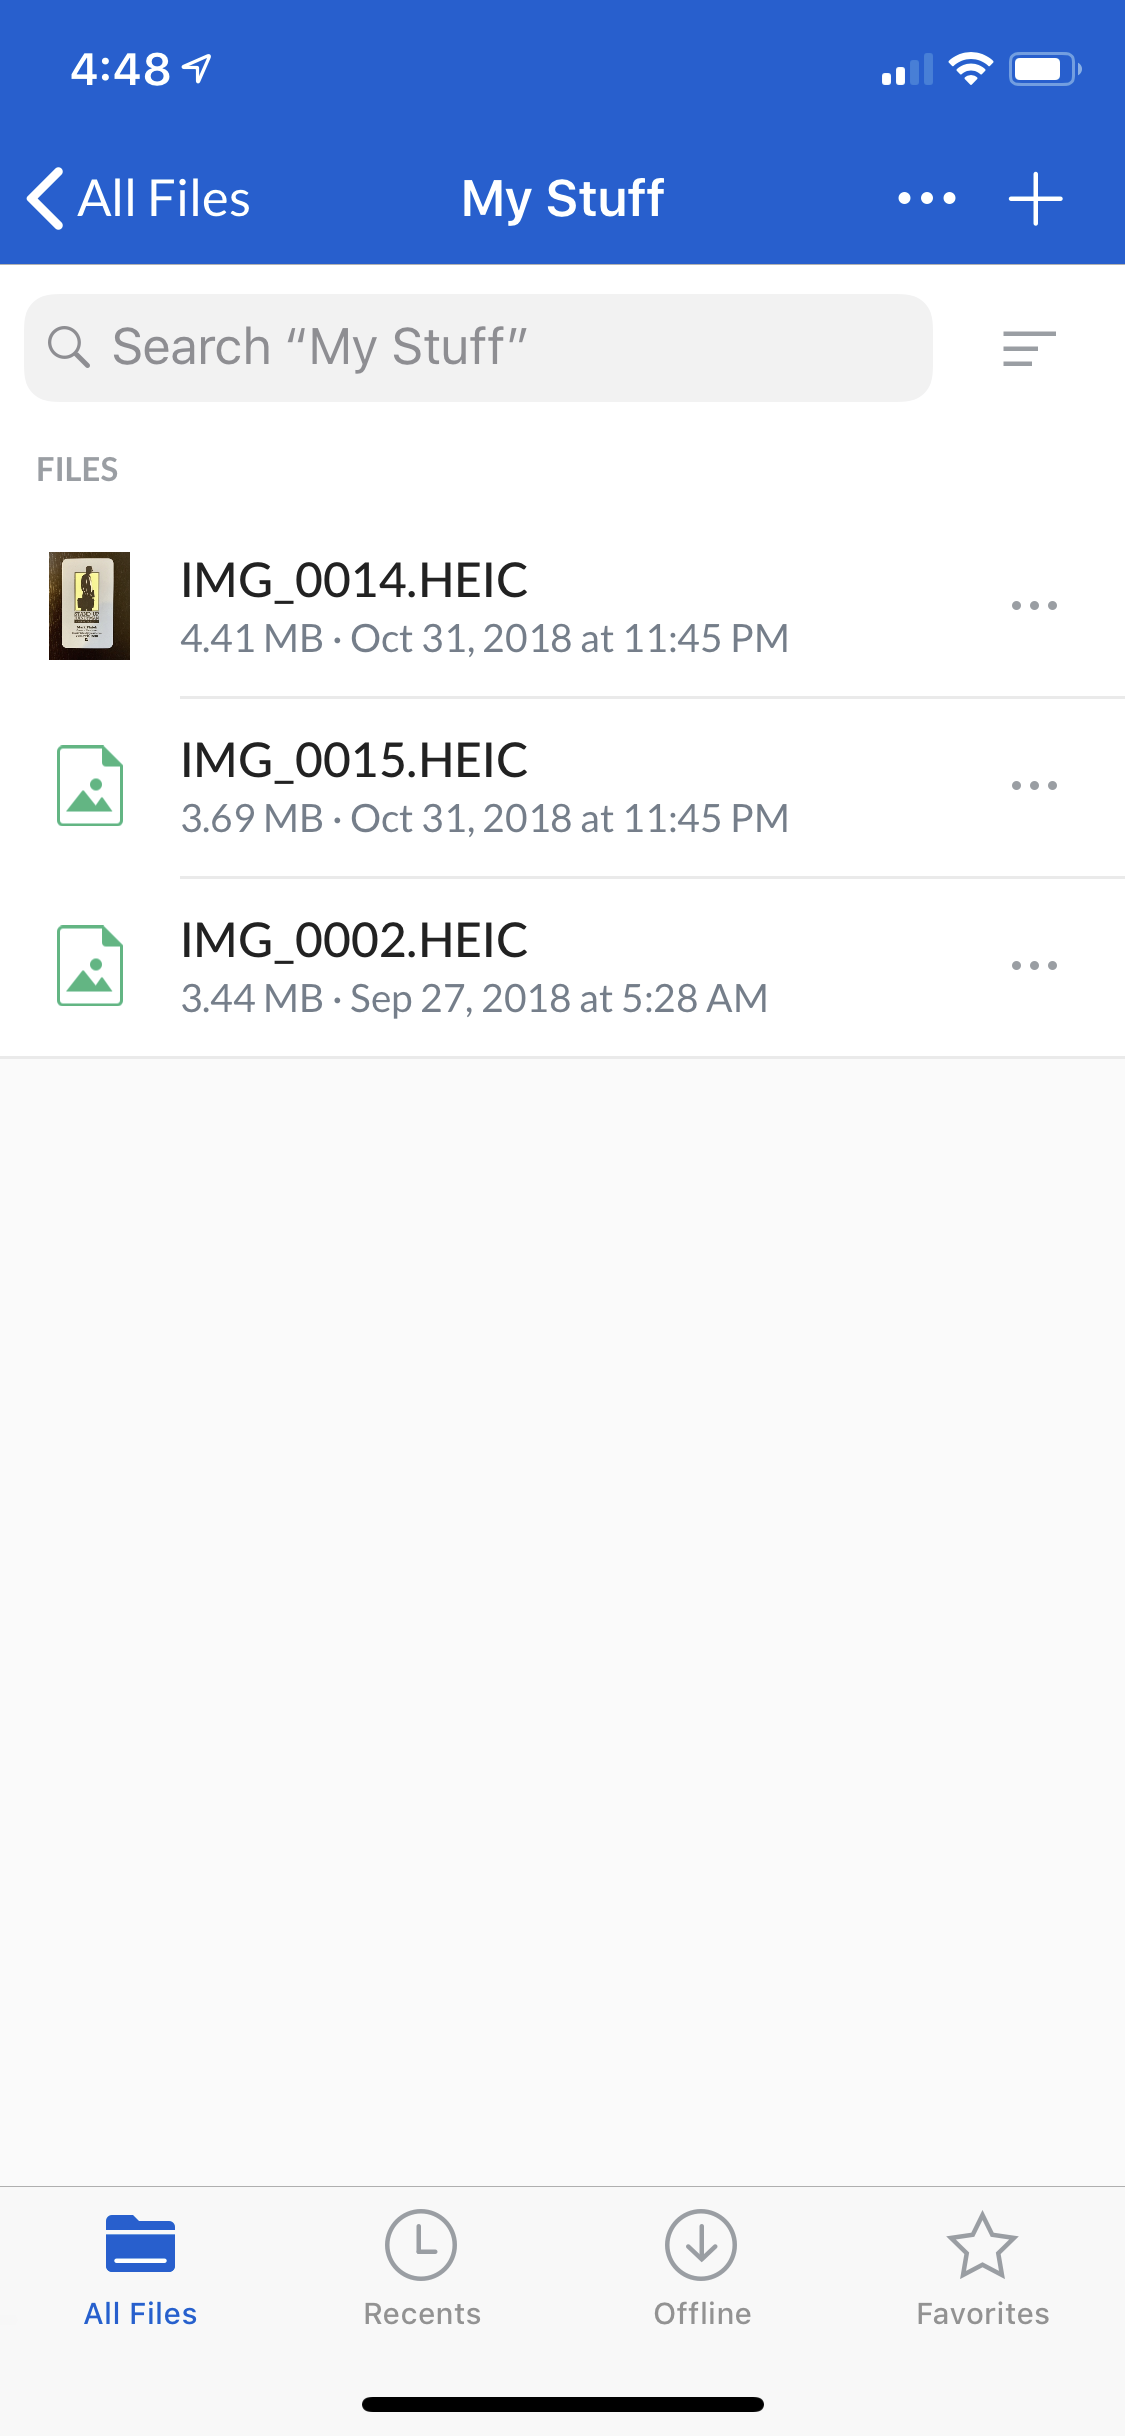 4:48
All Files
My Stuff
Search “My Stuff”
FILES
IMG_0014.HEIC
4.41 MB · Oct 31, 2018 at 11:45 PM
IMG_0015.HEIC
3.69 MB · Oct 31, 2018 at 11:45 PM
IMG_0002.HEIC
3.44 MB · Sep 27, 2018 at 5:28 AM
All Files
Recents
Offline
Favorites